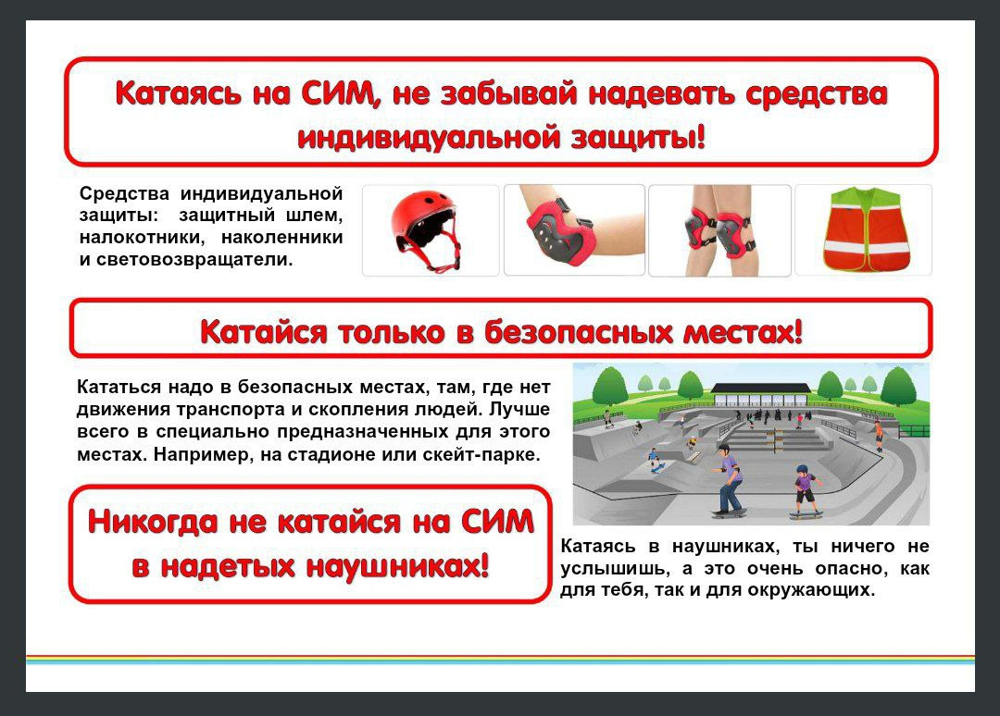 Катаясь на СИМ, не забывай надевать средства
индивидуальной защиты!
Средства индивидуальной
защиты: защитный шлем,
налокотники, наколенники
и световозвращатели.
Катайся только в безопасных местах!
Кататься надо в безопасных местах, там, где нет
движения транспорта и скопления людей. Лучше
всего в специально предназначенных для этого
местах. Например, на стадионе или скейт-парке.
Никогда не катайся на СИМ
в надетых наушниках!
Катаясь в наушниках, ты ничего не
услышишь, а это очень опасно, как
для тебя, так и для окружающих.